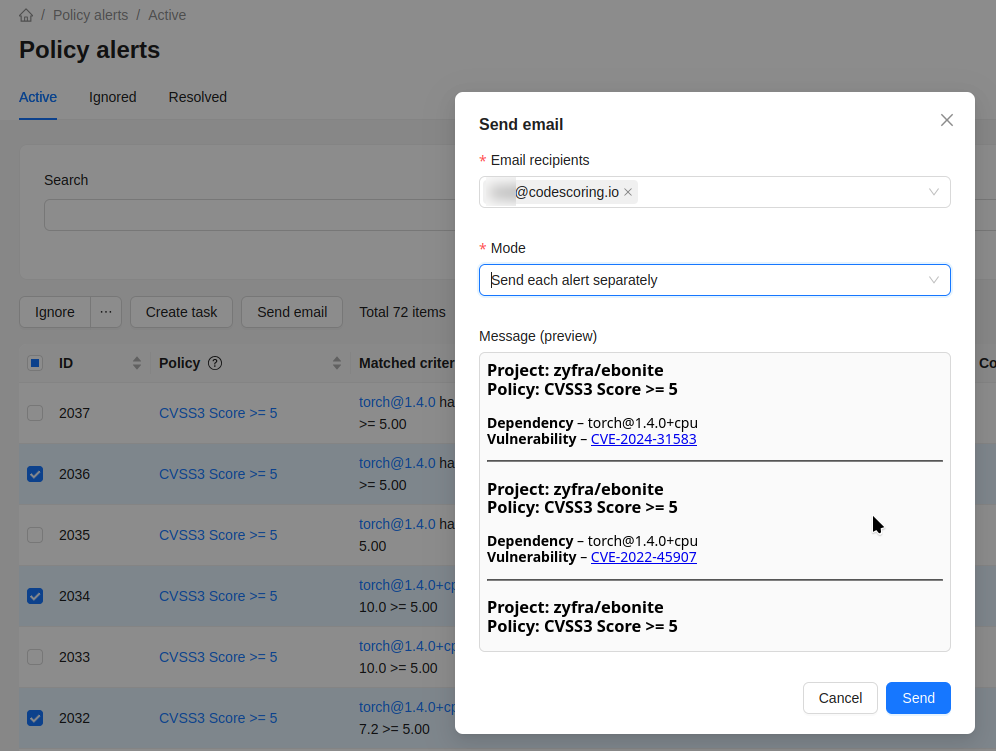 / Policy alerts / Active
Policy alerts
Active Ignored Resolved
Search
Ignore ··· Create task Send email Total 72 items
ID Policy ? Matched criter Co
2037 CVSS3 Score >= 5 torch@1.4.0 ha
>= 5.00
2036 CVSS3 Score >= 5 torch@1.4.0 ha
>= 5.00
2035 CVSS3 Score >= 5 torch@1.4.0 ha
5.00
2034 CVSS3 Score >= 5 torch@1.4.0+cp
10.0 >= 5.00
2033 CVSS3 Score >= 5 torch@1.4.0+cp
10.0 >= 5.00
2032 CVSS3 Score >= 5 torch@1.4.0+cp
7.2 >= 5.00
Send email
* Email recipients
@codescoring.io
* Mode
Send each alert separately
Message (preview)
Project: zyfra/ebonite
Policy: CVSS3 Score >= 5
Dependency – torch@1.4.0+cpu
Vulnerability – CVE-2024-31583
Project: zyfra/ebonite
Policy: CVSS3 Score >= 5
Dependency – torch@1.4.0+cpu
Vulnerability – CVE-2022-45907
Project: zyfra/ebonite
Policy: CVSS3 Score >= 5
Cancel Send